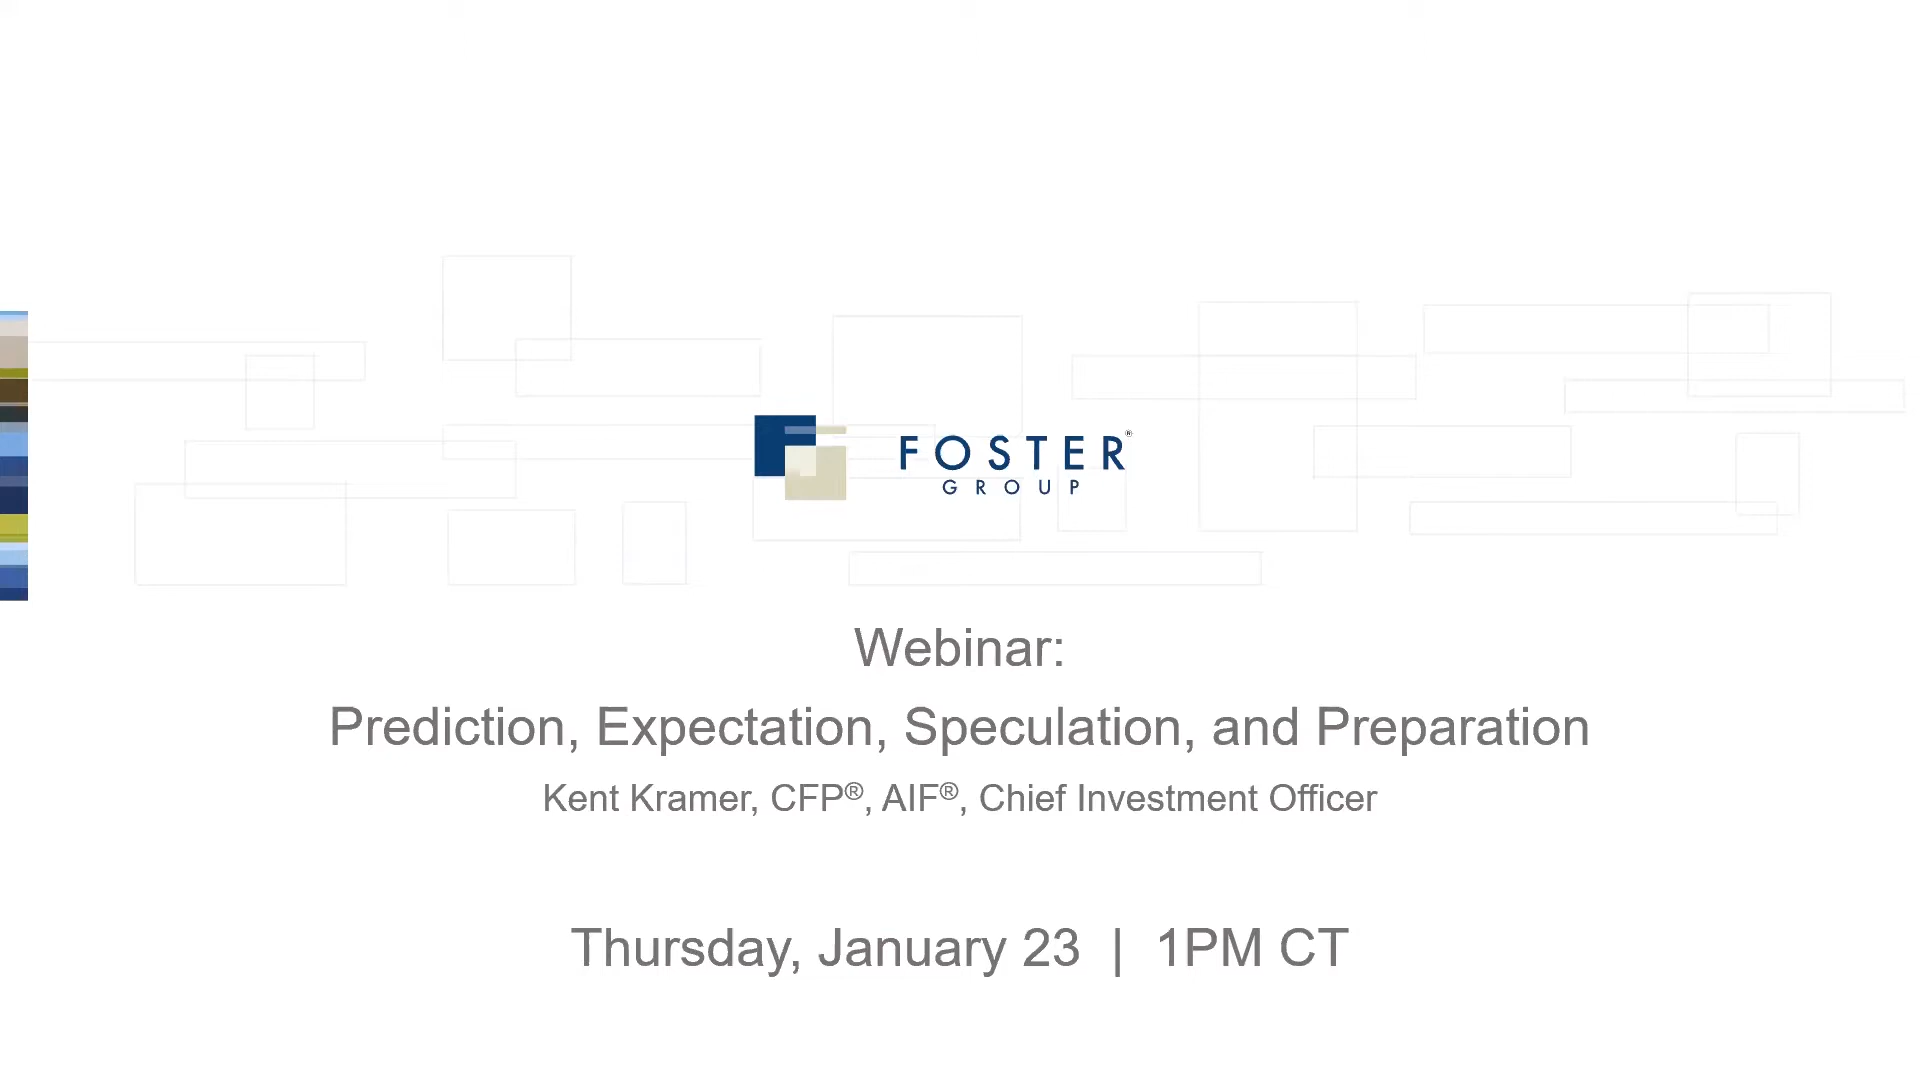 FOSTER®
GROUP
Webinar:
Prediction, Expectation, Speculation, and Preparation
Kent Kramer, CFP®, AIF®, Chief Investment Officer
Thursday, January 23 | 1PM CT